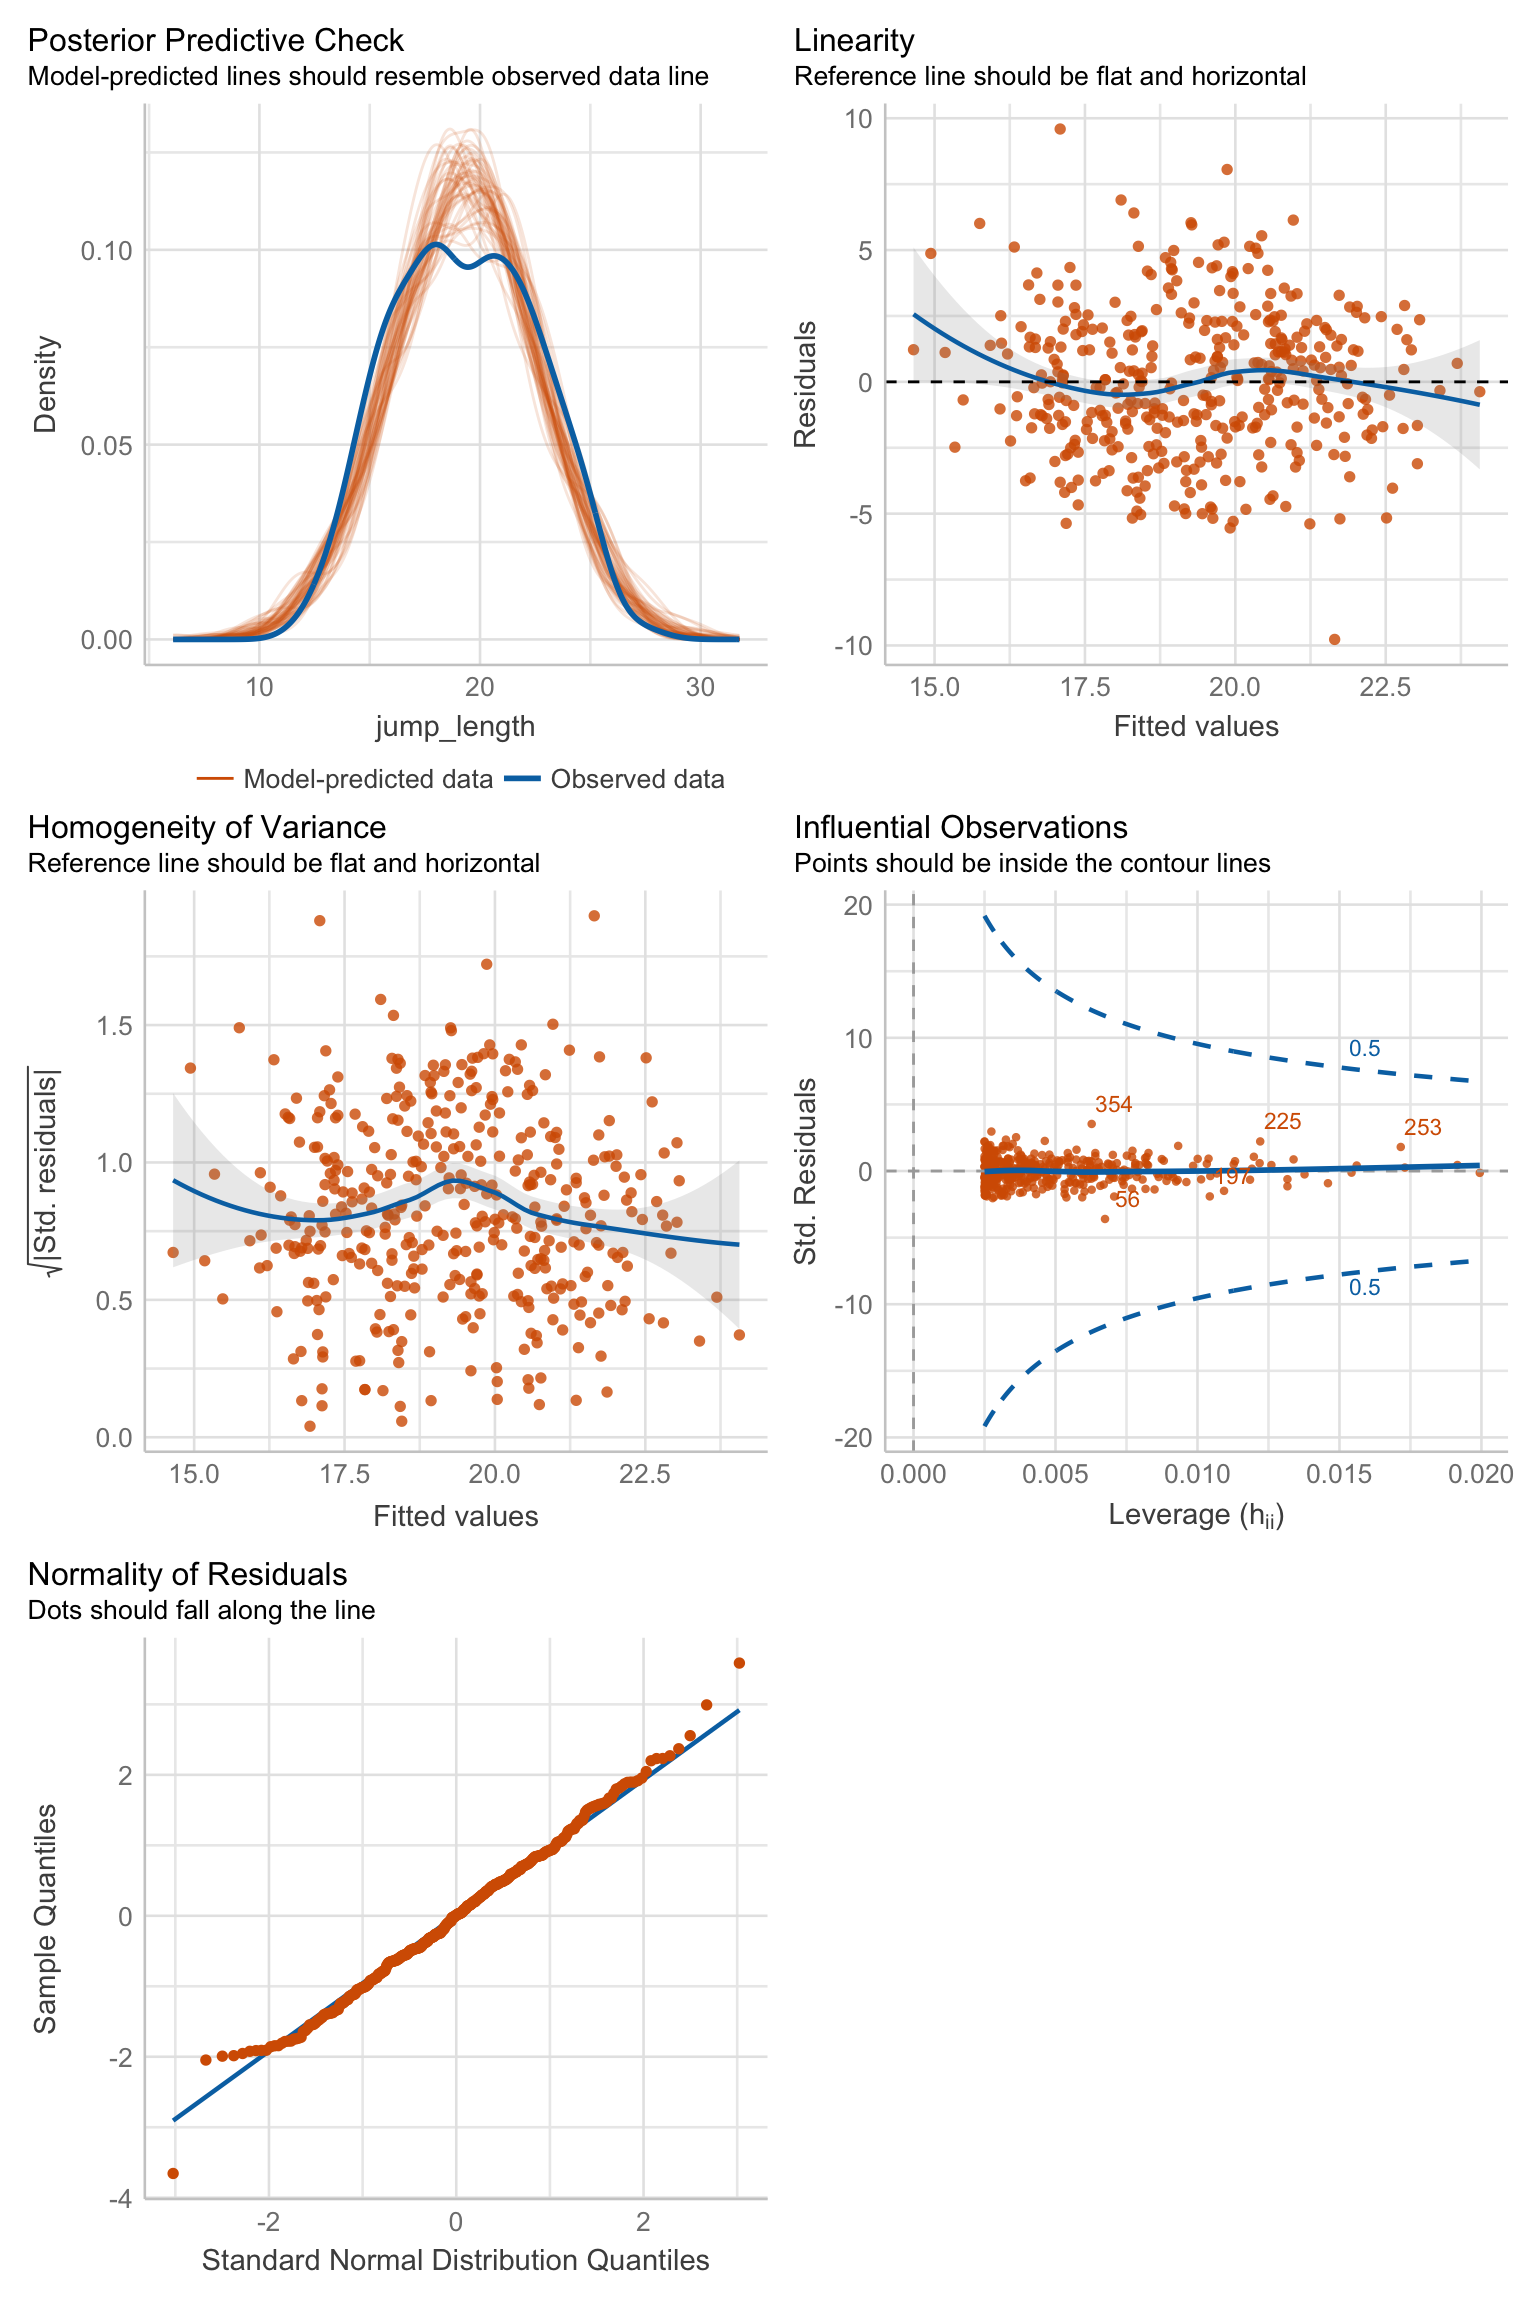 Posterior Predictive Check
Model-predicted lines should resemble observed data line
0.10
0.05
0.00
Density
10 20 30
jump_length
Model-predicted data Observed data
Linearity
Reference line should be flat and horizontal
10
5
0
-5
-10
Residuals
15.0 17.5 20.0 22.5
Fitted values
Homogeneity of Variance
Reference line should be flat and horizontal
1.5
1.0
0.5
0.0
√|Std. residuals|
15.0 17.5 20.0 22.5
Fitted values
Influential Observations
Points should be inside the contour lines
20
10
0
-10
-20
Std. Residuals
0.5
354
225
253
197
56
0.5
0.000 0.005 0.010 0.015 0.020
Leverage (hii)
Normality of Residuals
Dots should fall along the line
2
0
-2
-4
Sample Quantiles
-2 0 2
Standard Normal Distribution Quantiles